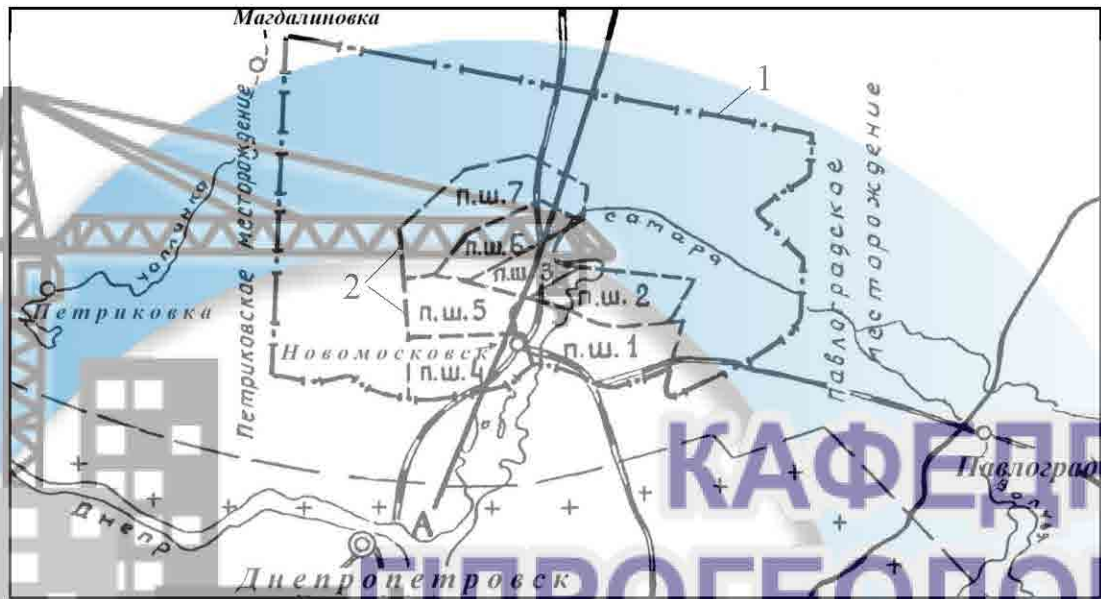 Магдалиновка
1
Петриковское месторождение
Павлоградское
месторождение
п.ш.7
самара
п.ш.6
п.ш. 3
п.ш. 2
2
п.ш.5
Петриковка
Новомосковск
п.ш. 1
п.ш.4
КАФЕДР
Павлоград
Днепр
А
Днепропетровск